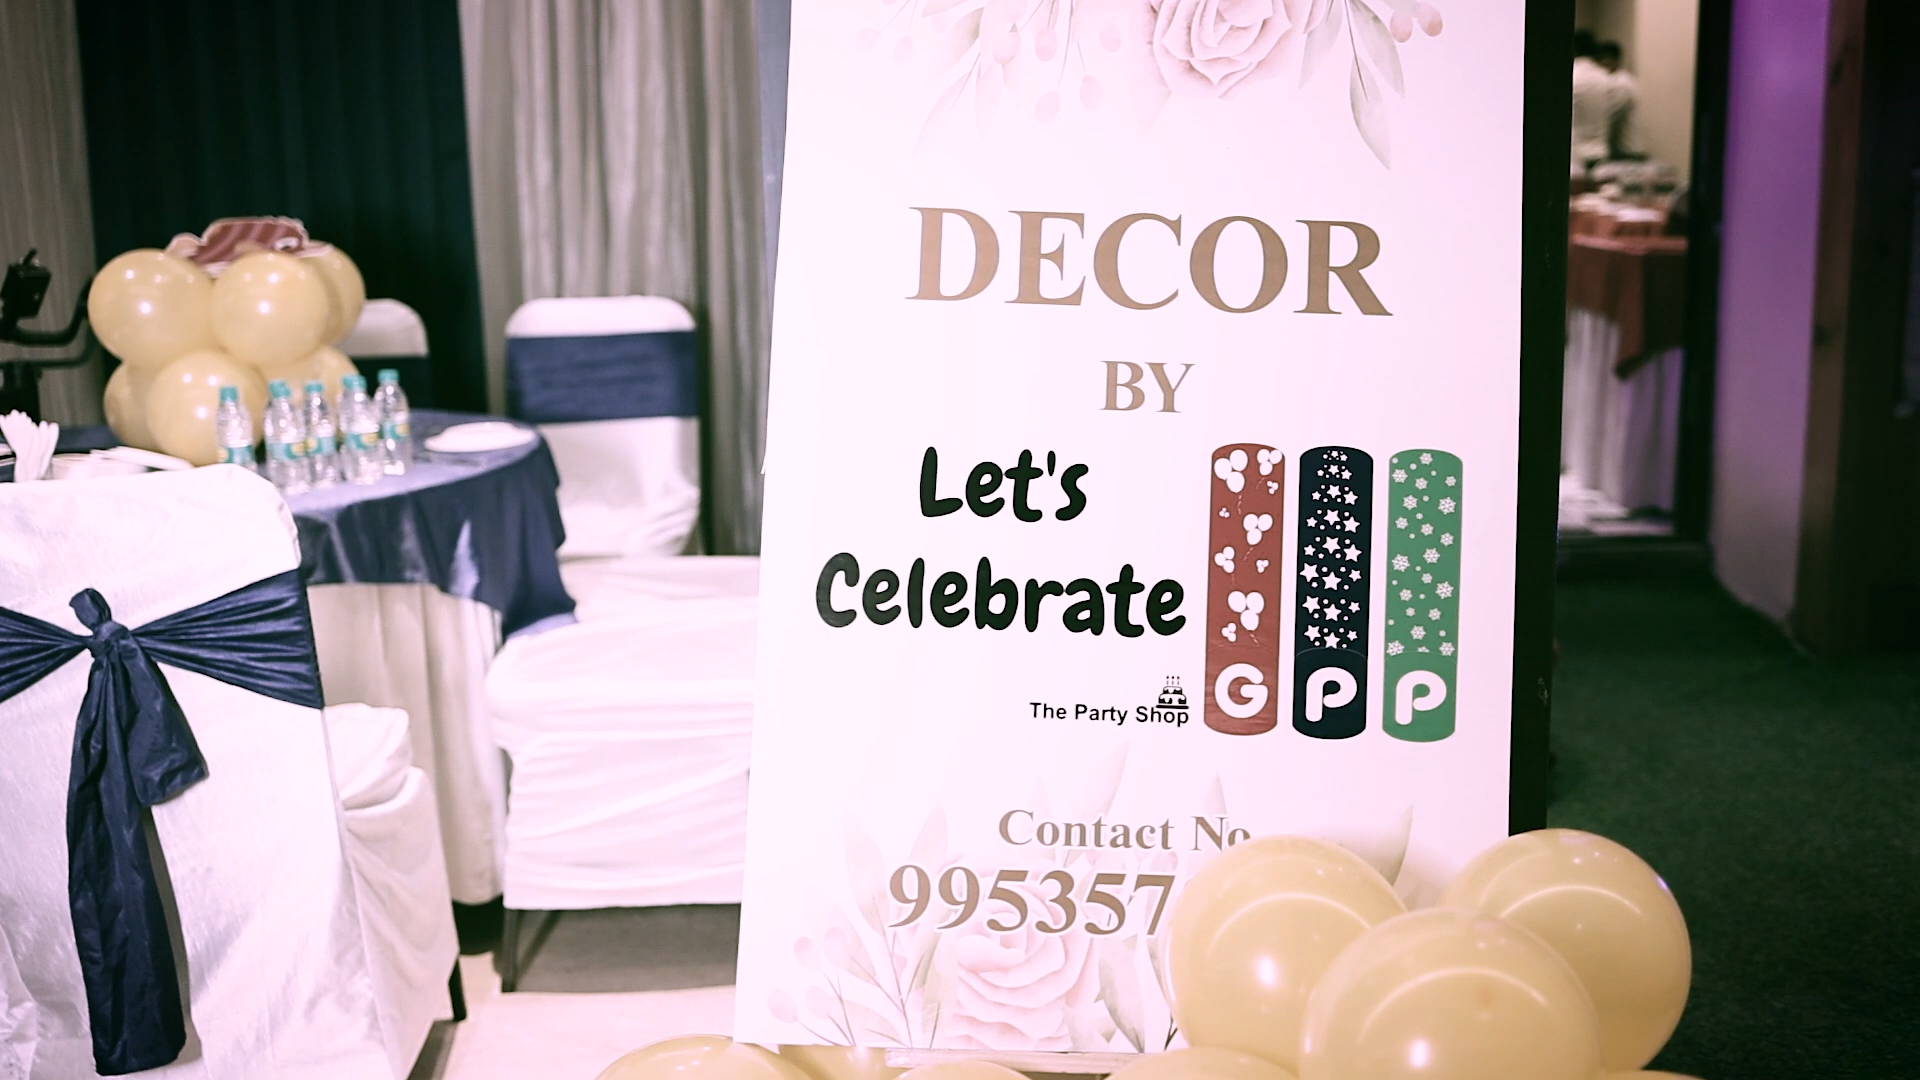 DECOR
BY
Let's
Celebrate
The Party Shop
G P P
Contact No
995357